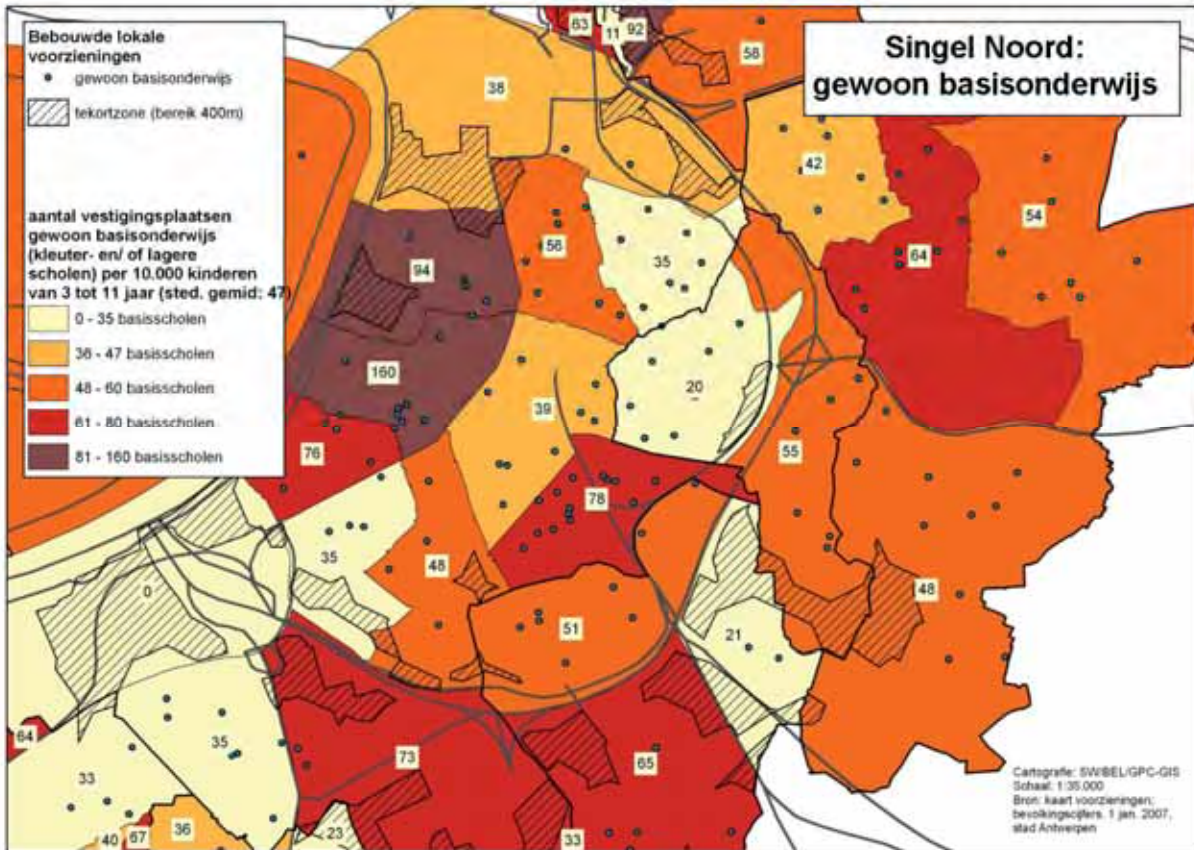 Singel Noord:
gewoon basisonderwijs
Bebouwde lokale
voorzieningen
gewoon basisonderwijs
tekortzone (bereik 400m)
aantal vestigingsplaatsen
gewoon basisonderwijs
(kleuter- en/ of lagere
scholen) per 10.000 kinderen
van 3 tot 11 jaar (sted. gemid: 47)
0 - 35 basisscholen
36 - 47 basisscholen
48 - 60 basisscholen
61 - 80 basisscholen
81 - 160 basisscholen
63
11
92
56
38
42
54
94
56
35
64
160
20
39
76
55
78
35
48
0
48
51
21
64
35
73
65
33
40
67
36
23
33
Cartografie: SW/BEL/GPC-GIS
Schaal: 1:35.000
Bron: kaart voorzieningen;
bevolkingscijfers, 1 jan. 2007,
stad Antwerpen